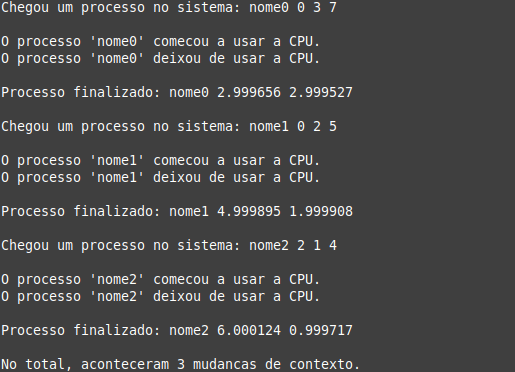 Chegou um processo no sistema: nome0 0 3 7
O processo 'nome0' comecou a usar a CPU.
O processo 'nome0' deixou de usar a CPU.
Processo finalizado: nome0 2.999656 2.999527
Chegou um processo no sistema: nome1 0 2 5
O processo 'nome1' comecou a usar a CPU.
O processo 'nome1' deixou de usar a CPU.
Processo finalizado: nome1 4.999895 1.999908
Chegou um processo no sistema: nome2 2 1 4
O processo 'nome2' comecou a usar a CPU.
O processo 'nome2' deixou de usar a CPU.
Processo finalizado: nome2 6.000124 0.999717
No total, aconteceram 3 mudancas de contexto.